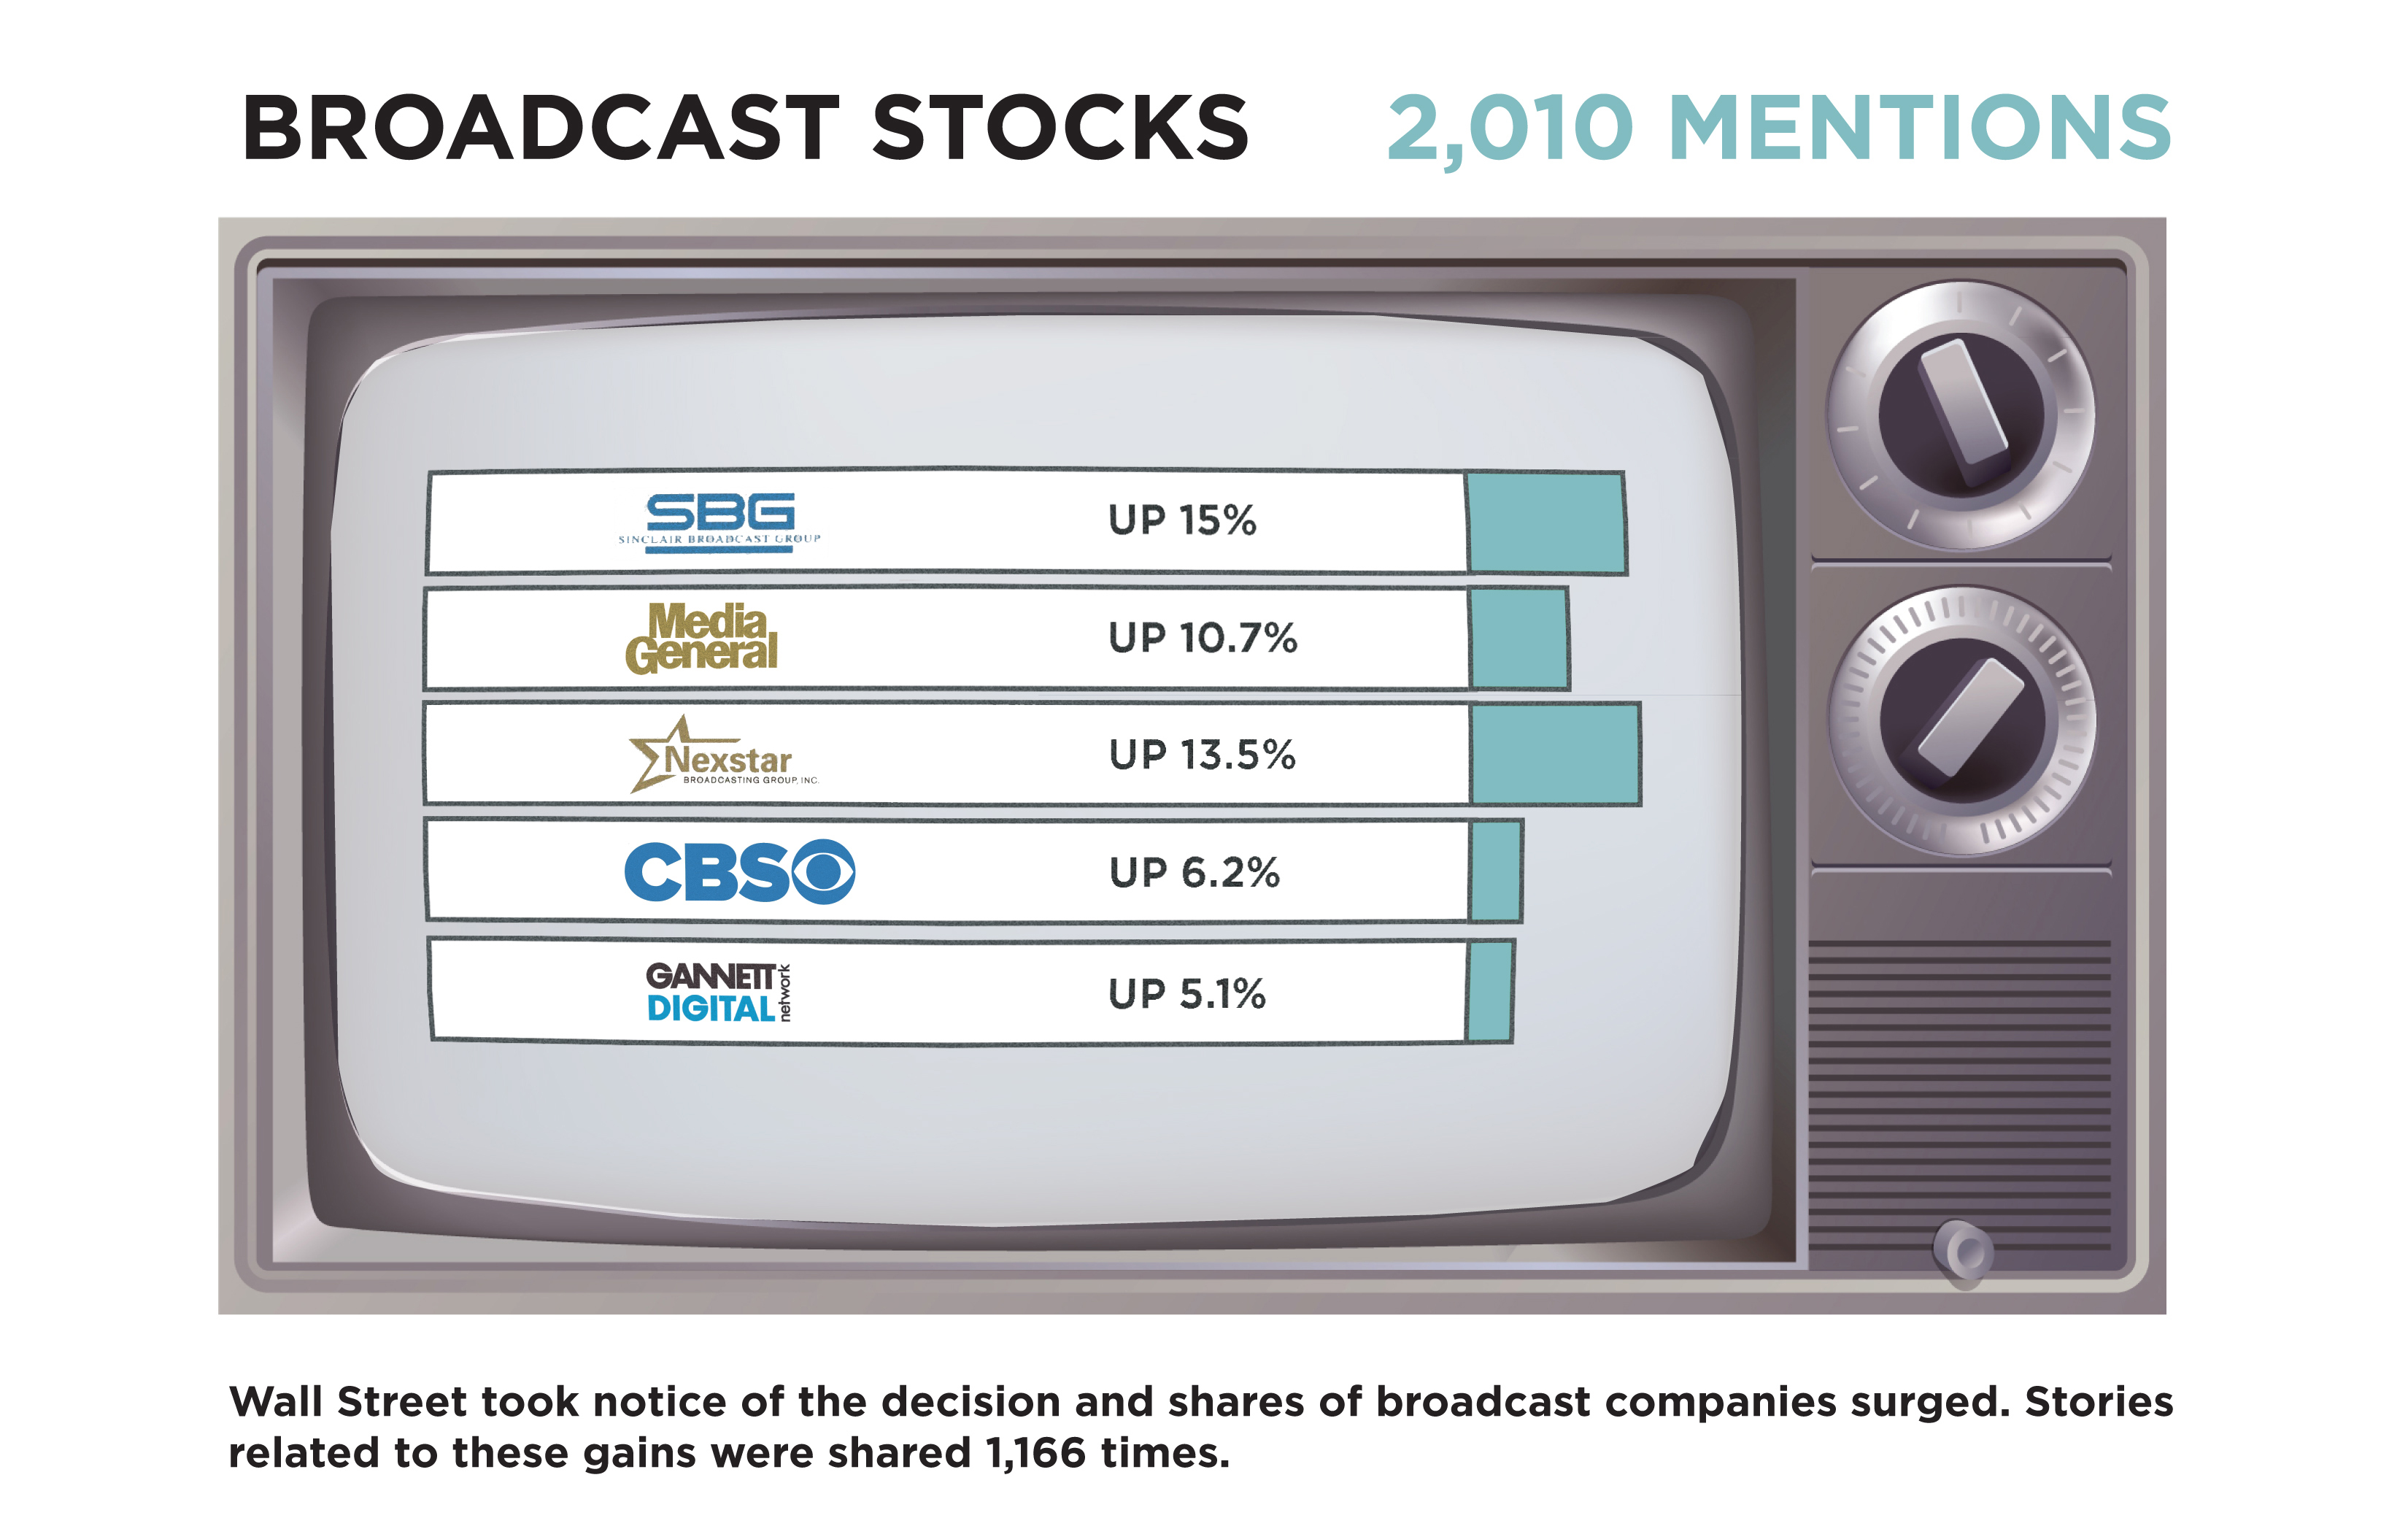 BROADCAST STOCKS 2,010 MENTIONS
SBG UP 15%
SINCLAIR BROADCAST GROUP
Media
General UP 10.7%
Nexstar UP 13.5%
BROADCASTING GROUP, INC.
CBS UP 6.2%
GANNETT
DIGITAL network UP 5.1%
Wall Street took notice of the decision and shares of broadcast companies surged. Stories
related to these gains were shared 1,166 times.